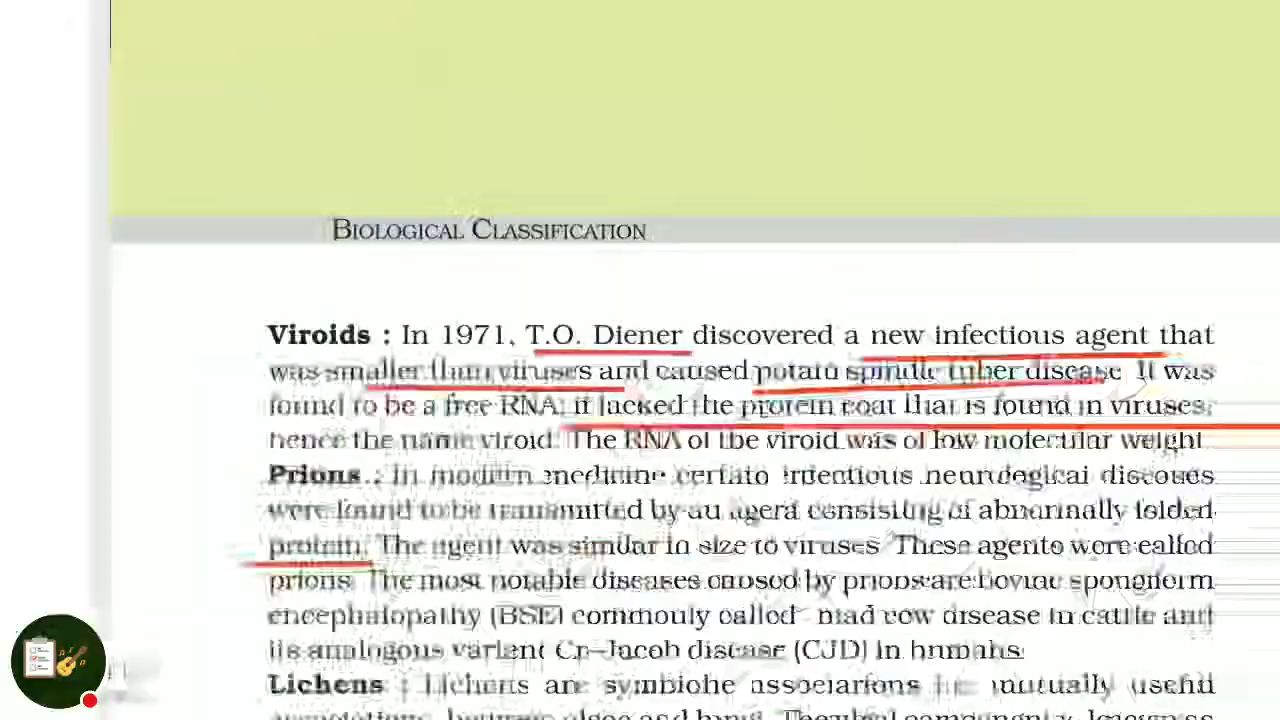 BIOLOGICAL CLASSIFICATION
Viroids : In 1971, T.O. Diener discovered a new infectious agent that
was smaller than viruses and caused potato spindle tuber disease. It was
found to be a free RNA; it lacked the protein coat that is found in viruses,
hence the name viroid. The RNA of the viroid was of low molecular weight.
Prions : In modern medicine certain infectious neurological diseases
were found to be transmitted by an agent consisting of abnormally folded
protein. The agent was similar in size to viruses. These agents were called
prions. The most notable diseases caused by prions are bovine spongiform
encephalopathy (BSE) commonly called mad cow disease in cattle and
its analogous variant Cr–Jacob disease (CJD) in humans.
Lichens : Lichens are symbiotic associations i.e. mutually useful
associations, between algae and fungi. The